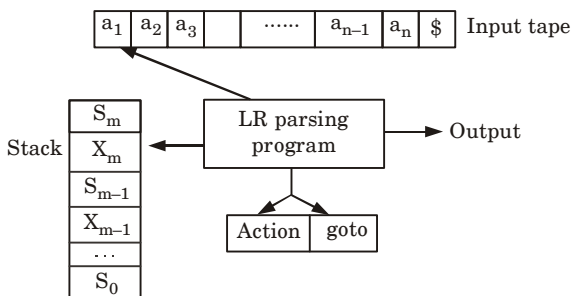 a₁ a₂ a₃ ...... aₙ₋₁ aₙ $ Input tape
LR parsing
program
Output
Stack
Sₘ
Xₘ
Sₘ₋₁
Xₘ₋₁
...
S₀
Action goto